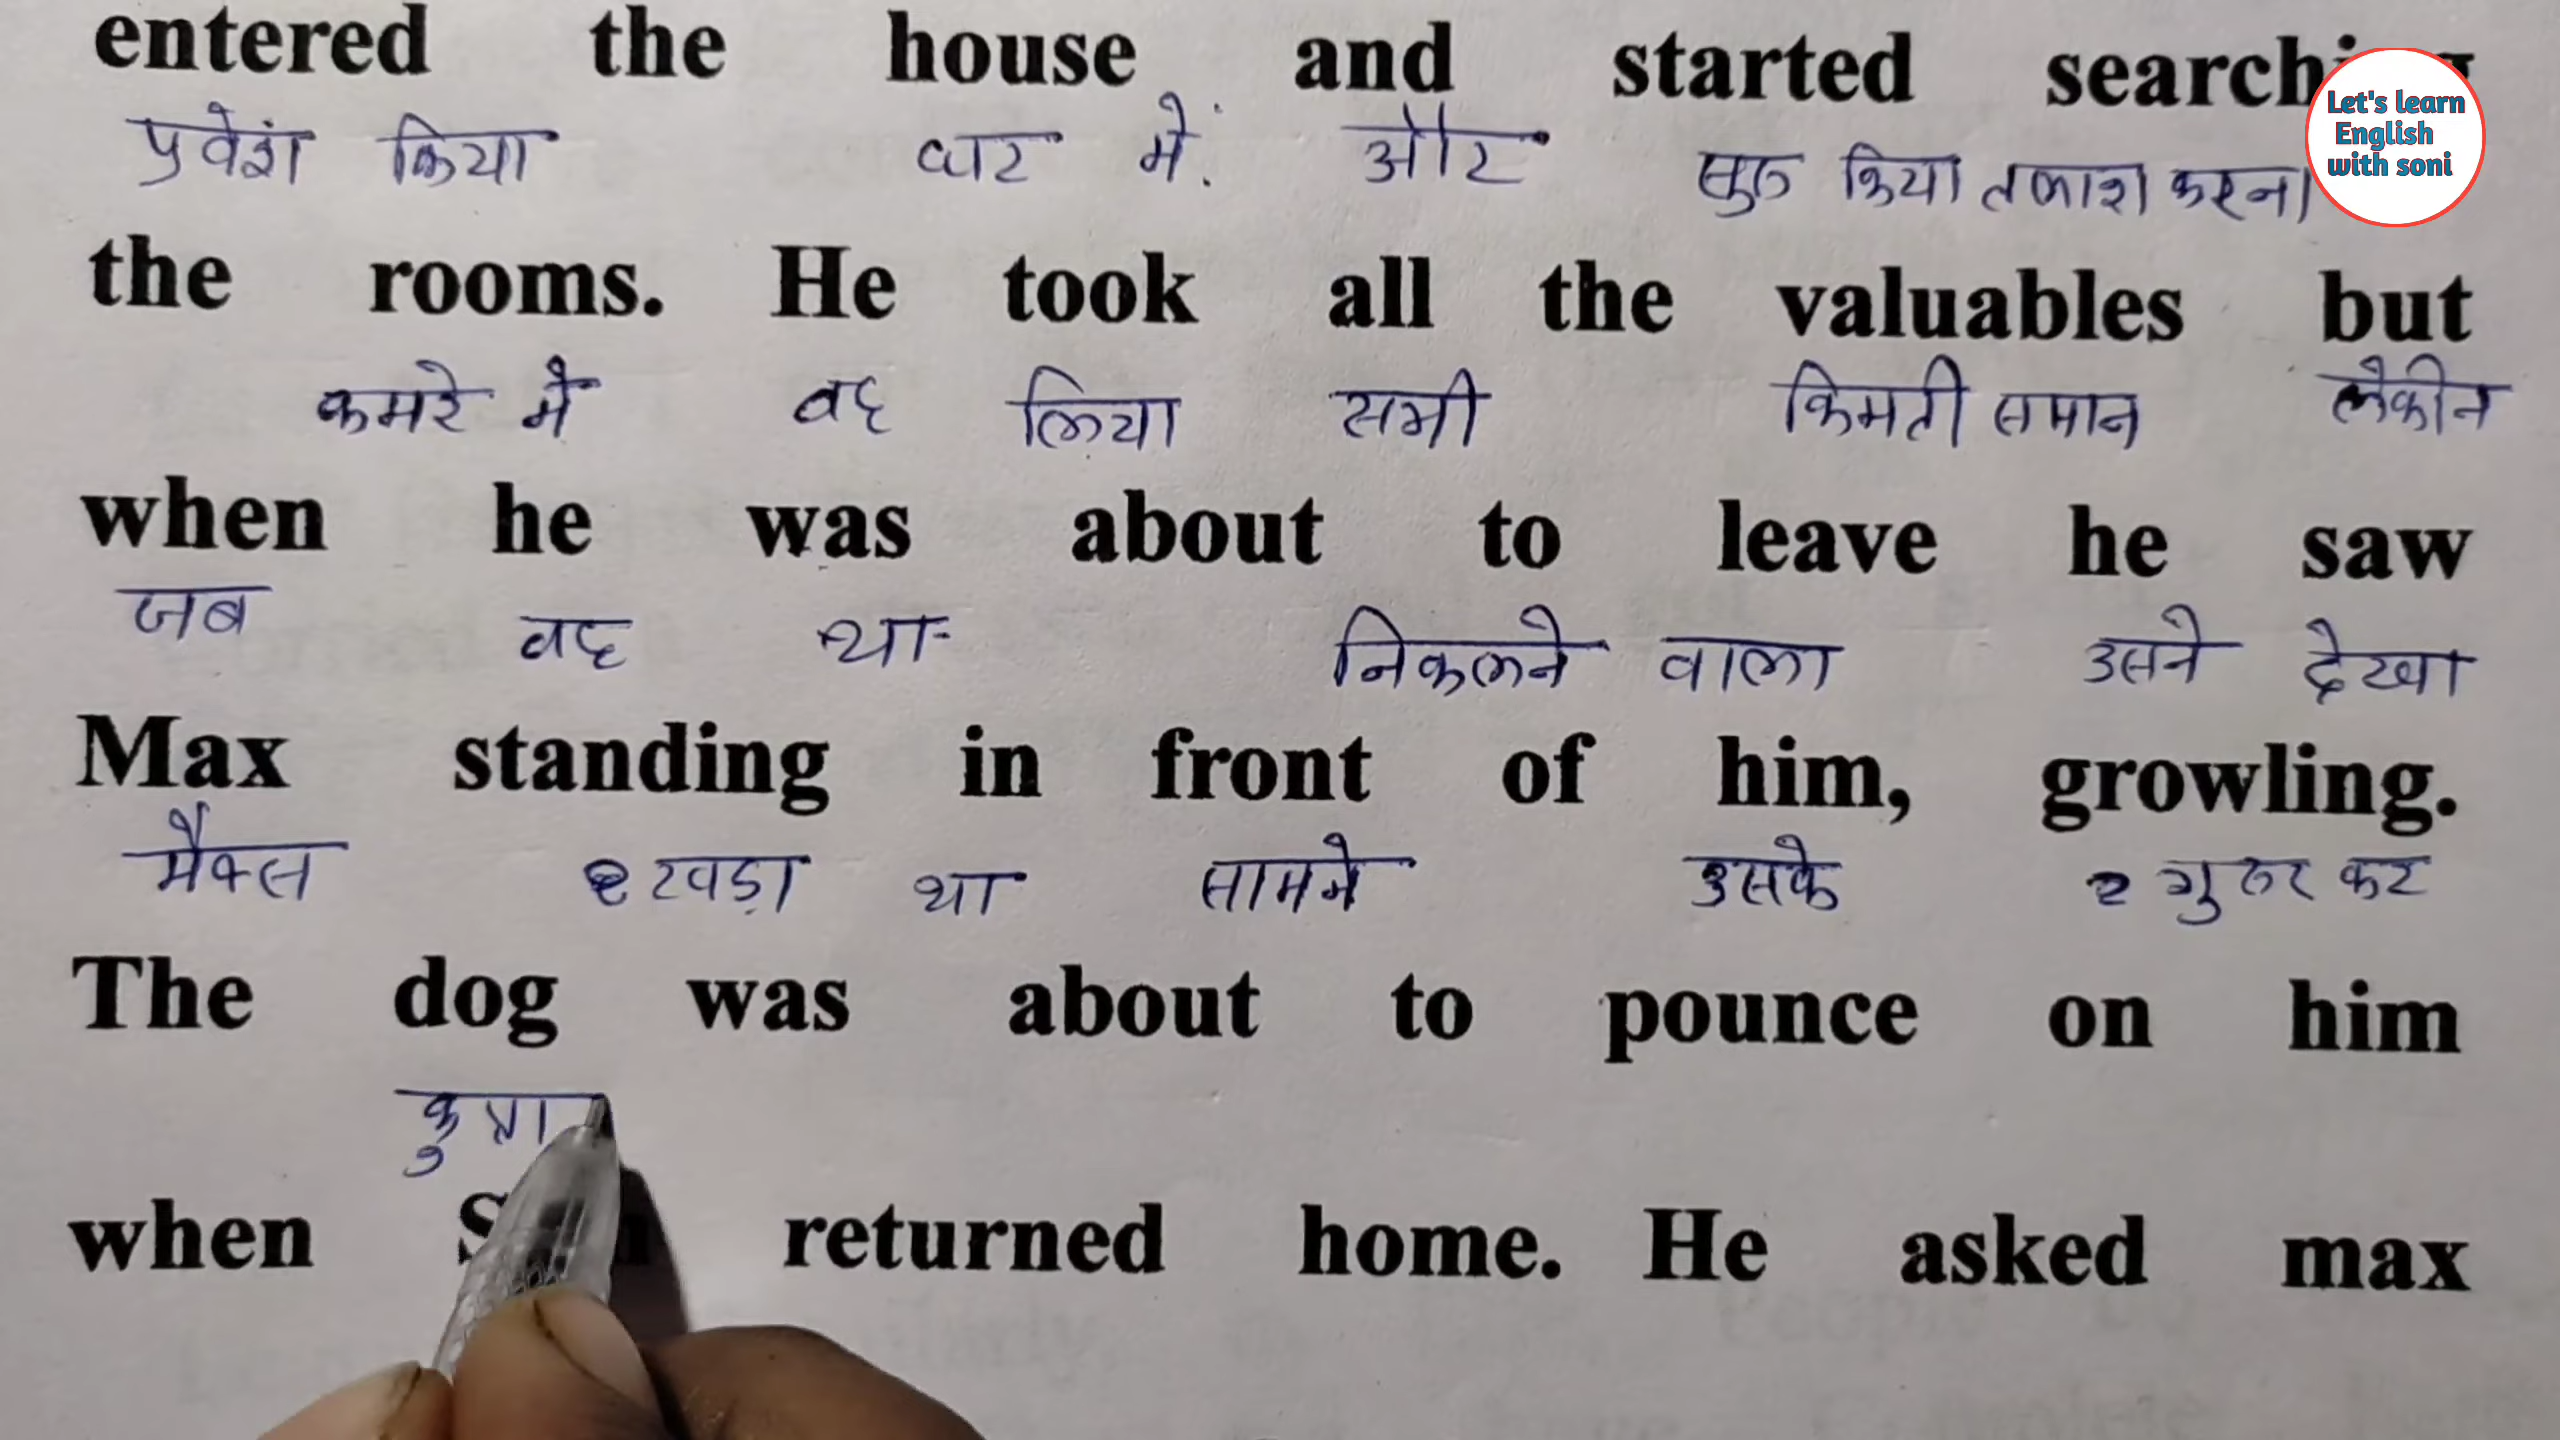 entered the house and started searching
प्रवेश किया घर में और सुरु किया तलाश करना
the rooms. He took all the valuables but
कमरे में वह लिया सभी किमती समान लेकीन
when he was about to leave he saw
जब वह था निकलने वाला उसने देखा
Max standing in front of him, growling.
मैक्स खड़ा था सामने उसके गुरुर कर
The dog was about to pounce on him
कुत्ता
when returned home. He asked max
Let's learn
English
with soni